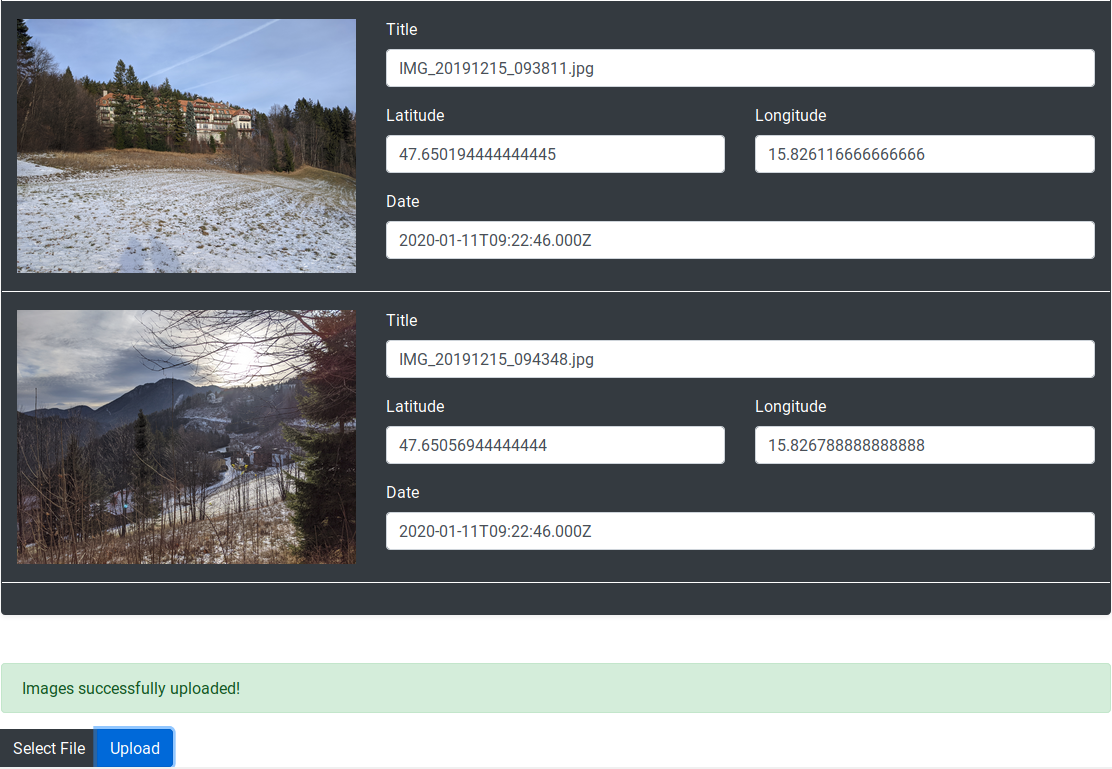 Title
IMG_20191215_093811.jpg
Latitude
Longitude
47.650194444444445
15.826116666666666
Date
2020-01-11T09:22:46.000Z
Title
IMG_20191215_094348.jpg
Latitude
Longitude
47.65056944444444
15.826788888888888
Date
2020-01-11T09:22:46.000Z
Images successfully uploaded!
Select File
Upload